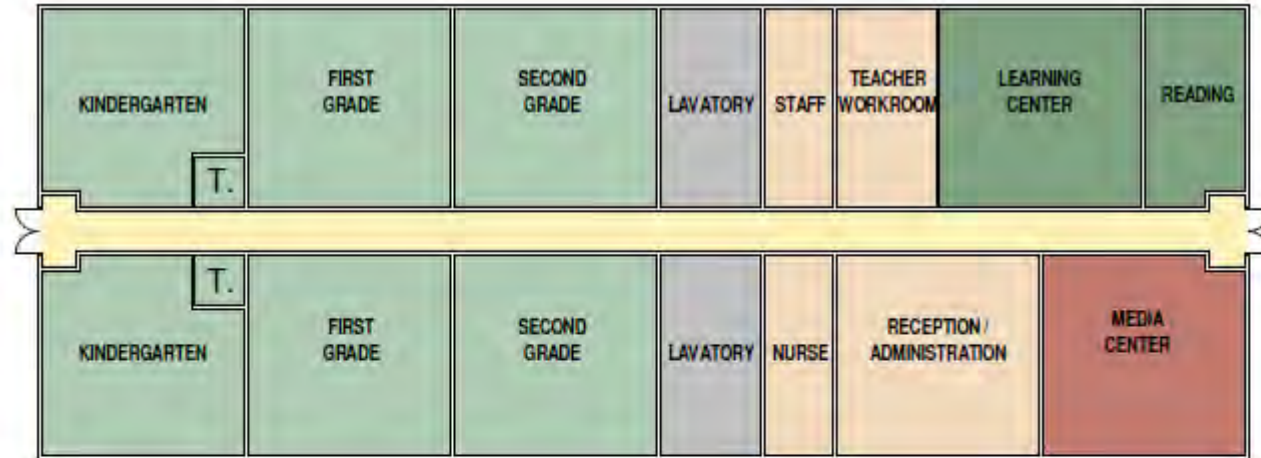 KINDERGARTEN
T.
FIRST
GRADE
SECOND
GRADE
LAVATORY
STAFF
TEACHER
WORKROOM
LEARNING
CENTER
READING
KINDERGARTEN
T.
FIRST
GRADE
SECOND
GRADE
LAVATORY
NURSE
RECEPTION /
ADMINISTRATION
MEDIA
CENTER